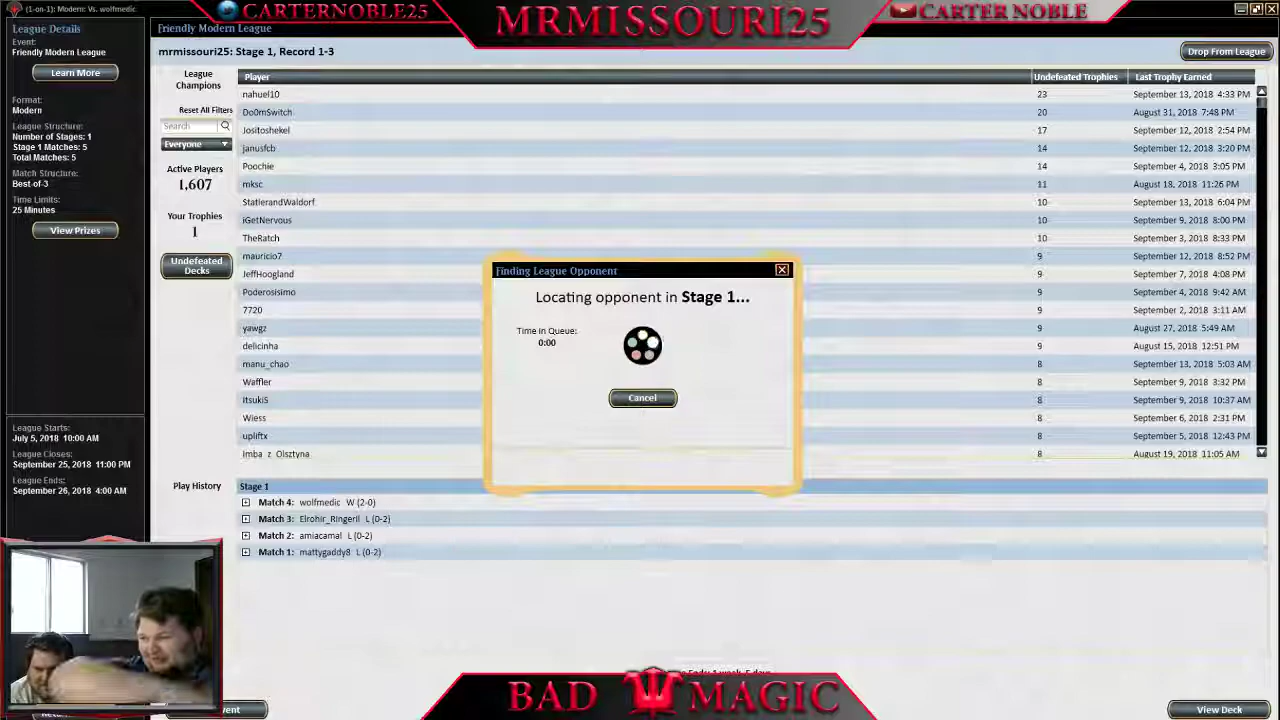 (1-on-1): Modern: Vs. wolfmedic
CARTERNOBLE25
MRMISSOURI25
CARTER NOBLE
League Details
Event:
Friendly Modern League
Learn More
Format:
Modern
League Structure:
Number of Stages: 1
Stage 1 Matches: 5
Total Matches: 5
Match Structure:
Best-of-3
Time Limits:
25 Minutes
View Prizes
League Starts:
July 5, 2018 10:00 AM
League Closes:
September 25, 2018 11:00 PM
League Ends:
September 26, 2018 4:00 AM
Friendly Modern League
mrmissouri25: Stage 1, Record 1-3
Drop From League
League
Champions
Reset All Filters
Search
Everyone
Active Players
1,607
Your Trophies
1
Undefeated
Decks
Player Undefeated Trophies Last Trophy Earned
nahuel10 23 September 13, 2018 4:33 PM
Do0mSwitch 20 August 31, 2018 7:48 PM
Jositoshekel 17 September 12, 2018 2:54 PM
janusfcb 14 September 12, 2018 3:20 PM
Poochie 14 September 4, 2018 3:05 PM
mksc 11 August 18, 2018 11:26 PM
StatlerandWaldorf 10 September 13, 2018 6:04 PM
iGetNervous 10 September 9, 2018 8:00 PM
TheRatch 10 September 3, 2018 8:33 PM
mauricio7 9 September 12, 2018 8:52 PM
JeffHoogland 9 September 7, 2018 4:08 PM
Poderosisimo 9 September 4, 2018 9:42 AM
7720 9 September 2, 2018 3:11 AM
yawgz 9 August 27, 2018 5:49 AM
delicinha 9 August 15, 2018 12:51 PM
manu_chao 8 September 13, 2018 5:03 AM
Waffler 8 September 9, 2018 3:32 PM
ItsukiS 8 September 9, 2018 10:37 AM
Wiess 8 September 6, 2018 2:31 PM
upliftx 8 September 5, 2018 12:43 PM
Imba_z_Olsztyna 8 August 19, 2018 11:05 AM
Finding League Opponent
Locating opponent in Stage 1...
Time In Queue:
0:00
Cancel
Play History
Stage 1
Match 4: wolfmedic W (2-0)
Match 3: Elrohir_Ringeril L (0-2)
Match 2: amiacamal L (0-2)
Match 1: mattygaddy8 L (0-2)
BAD MAGIC
View Deck